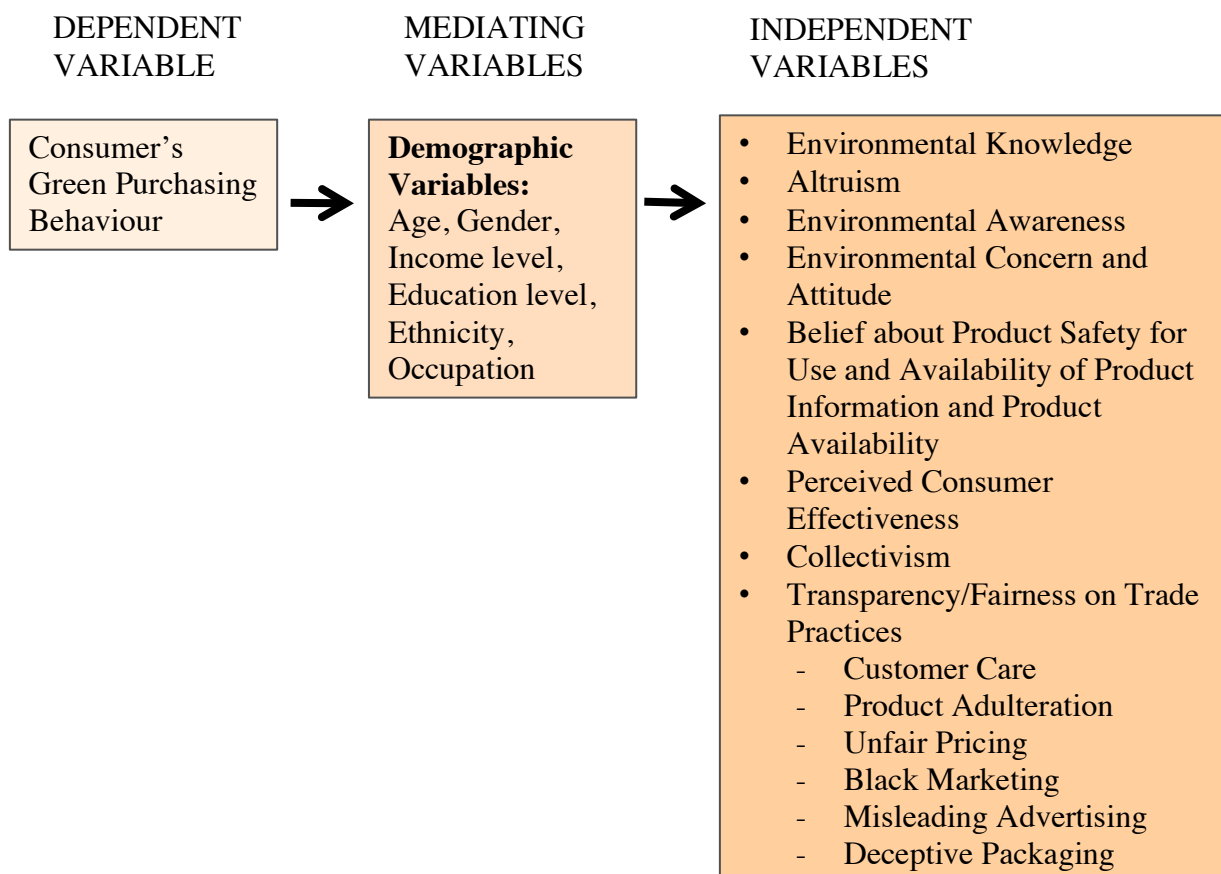 DEPENDENT
VARIABLE
MEDIATING
VARIABLES
INDEPENDENT
VARIABLES
Consumer’s
Green Purchasing
Behaviour
Demographic
Variables:
Age, Gender,
Income level,
Education level,
Ethnicity,
Occupation
• Environmental Knowledge
• Altruism
• Environmental Awareness
• Environmental Concern and
Attitude
• Belief about Product Safety for
Use and Availability of Product
Information and Product
Availability
• Perceived Consumer
Effectiveness
• Collectivism
• Transparency/Fairness on Trade
Practices
- Customer Care
- Product Adulteration
- Unfair Pricing
- Black Marketing
- Misleading Advertising
- Deceptive Packaging